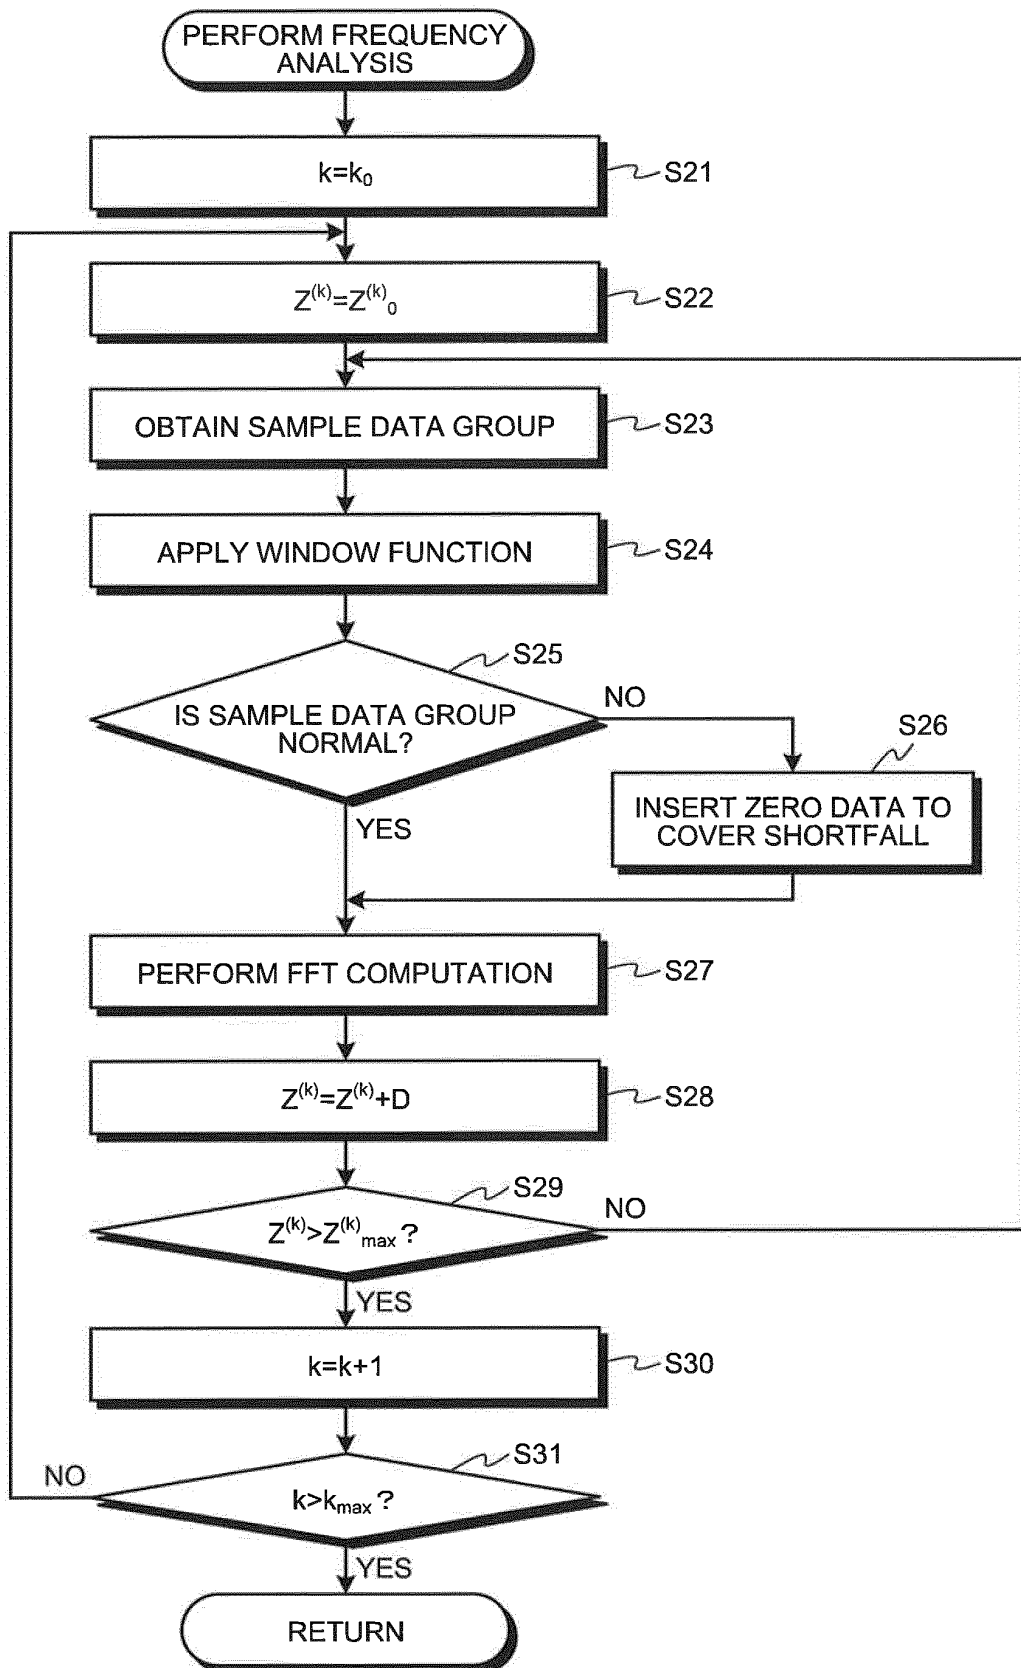 PERFORM FREQUENCY
ANALYSIS
k=k₀
S21
Z⁽ᵏ⁾=Z⁽ᵏ⁾₀
S22
OBTAIN SAMPLE DATA GROUP
S23
APPLY WINDOW FUNCTION
S24
S25
IS SAMPLE DATA GROUP
NORMAL?
NO
YES
S26
INSERT ZERO DATA TO
COVER SHORTFALL
PERFORM FFT COMPUTATION
S27
Z⁽ᵏ⁾=Z⁽ᵏ⁾+D
S28
S29
Z⁽ᵏ⁾>Z⁽ᵏ⁾ₘₐₓ?
NO
YES
k=k+1
S30
S31
NO
k>kₘₐₓ?
YES
RETURN